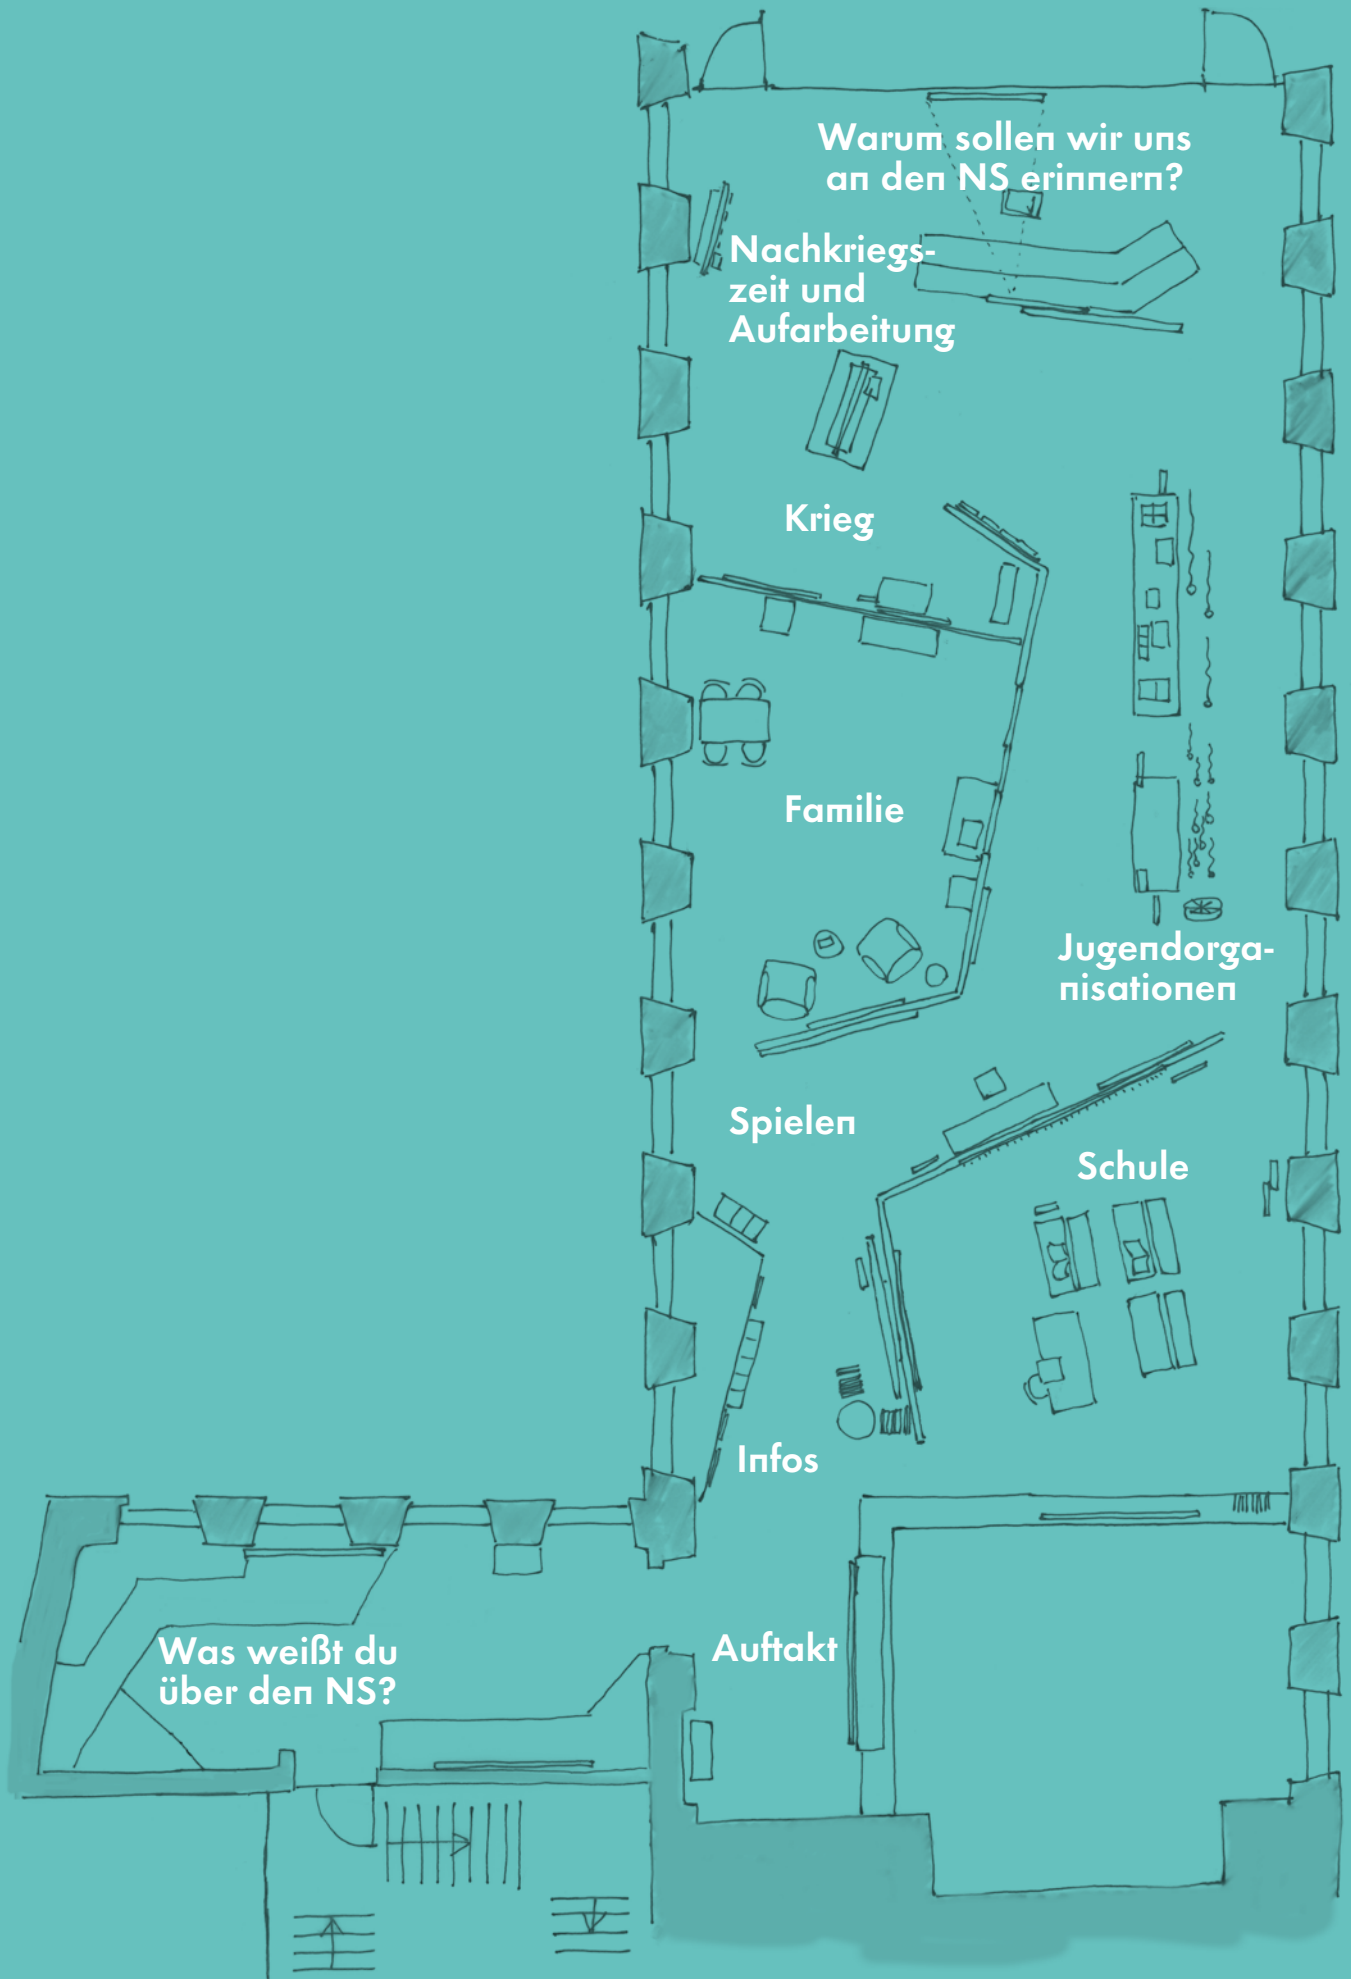 Warum sollen wir uns
an den NS erinnern?
Nachkriegs-
zeit und
Aufarbeitung
Krieg
Familie
Jugendorga-
nisationen
Spielen
Schule
Infos
Was weißt du
über den NS?
Auftakt